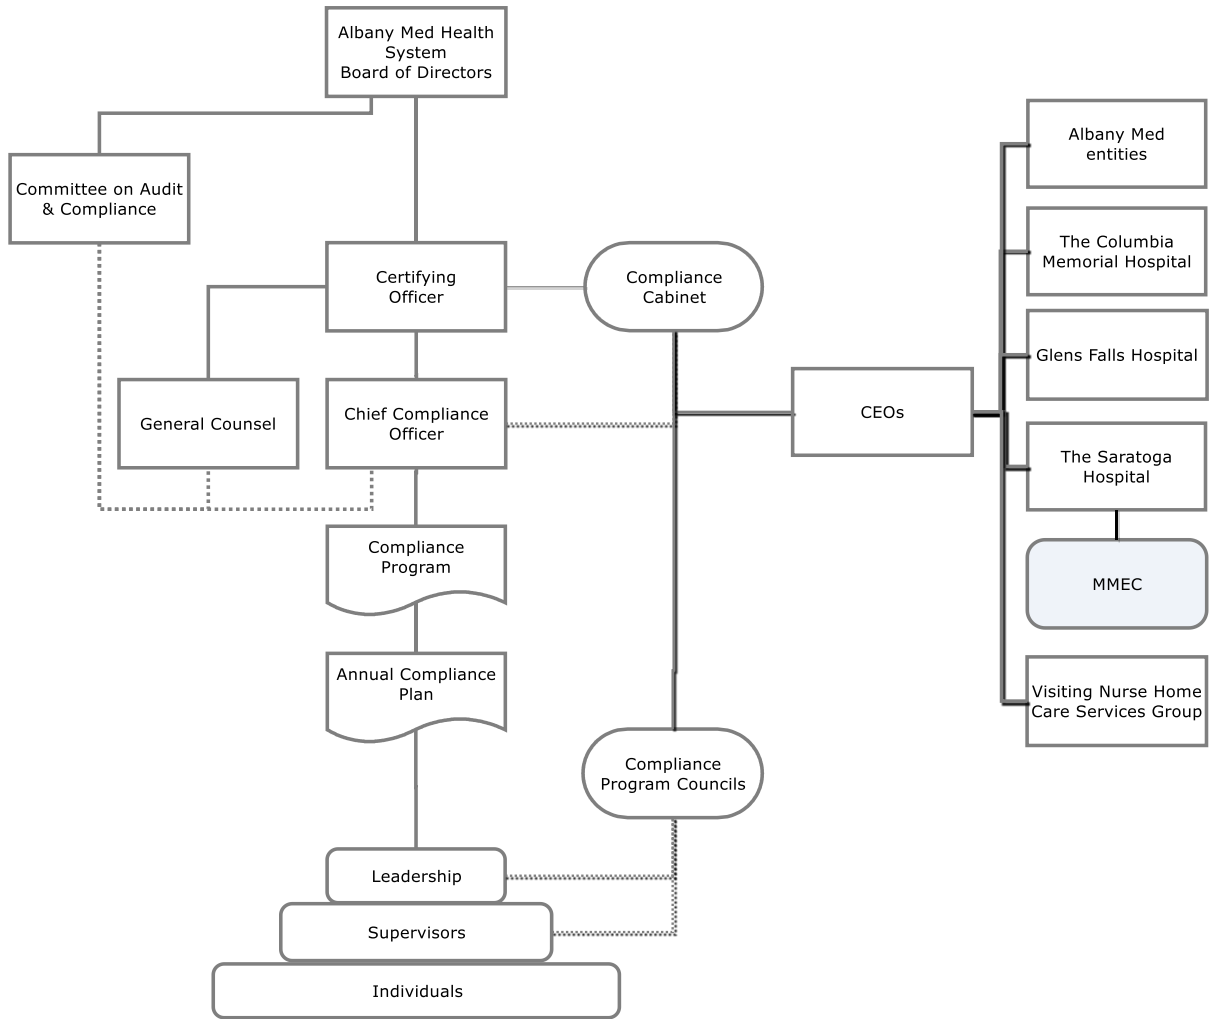 Albany Med Health
System
Board of Directors
Albany Med
entities
Committee on Audit
& Compliance
The Columbia
Memorial Hospital
Certifying
Officer
Compliance
Cabinet
Glens Falls Hospital
General Counsel
Chief Compliance
Officer
CEOs
The Saratoga
Hospital
Compliance
Program
MMEC
Annual Compliance
Plan
Visiting Nurse Home
Care Services Group
Compliance
Program Councils
Leadership
Supervisors
Individuals